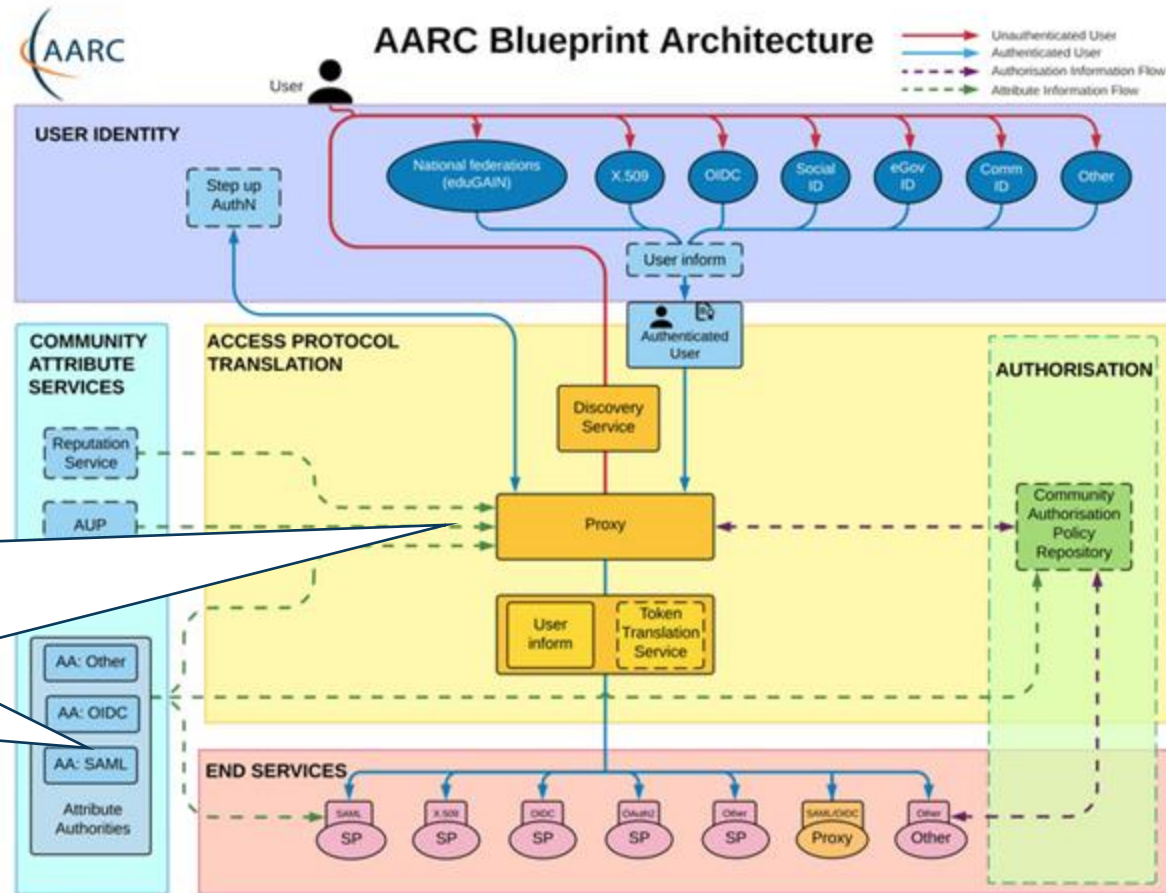 AARC
AARC Blueprint Architecture
Unauthenticated User
Authenticated User
Authorisation Information Flow
Attribute Information Flow
User
USER IDENTITY
Step up
AuthN
National federations
(eduGAIN)
X.509
OIDC
Social
ID
eGov
ID
Comm
ID
Other
User inform
Authenticated
User
COMMUNITY
ATTRIBUTE
SERVICES
ACCESS PROTOCOL
TRANSLATION
AUTHORISATION
Reputation
Service
AUP
Discovery
Service
Proxy
Community
Authorisation
Policy
Repository
User
inform
Token
Translation
Service
AA: Other
AA: OIDC
AA: SAML
Attribute
Authorities
END SERVICES
SAML
SP
X.509
SP
OIDC
SP
OAuth2
SP
Other
SP
SAML/OIDC
Proxy
Other
Other